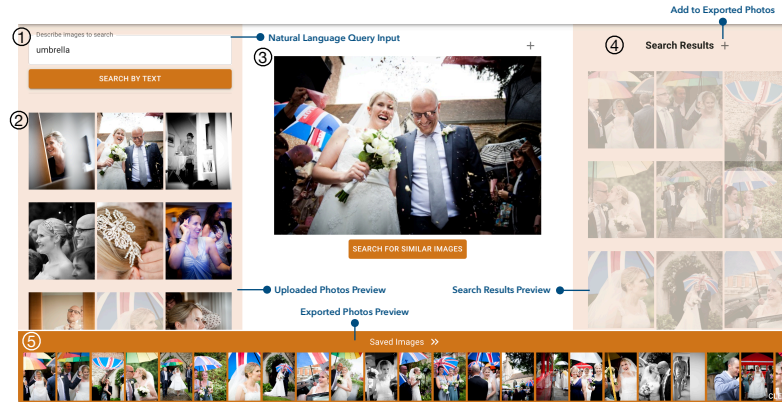 Add to Exported Photos
① Describe Images to search
umbrella
Natural Language Query Input
SEARCH BY TEXT
③
+
④ Search Results +
②
SEARCH FOR SIMILAR IMAGES
Uploaded Photos Preview
Search Results Preview
Exported Photos Preview
⑤ Saved Images »